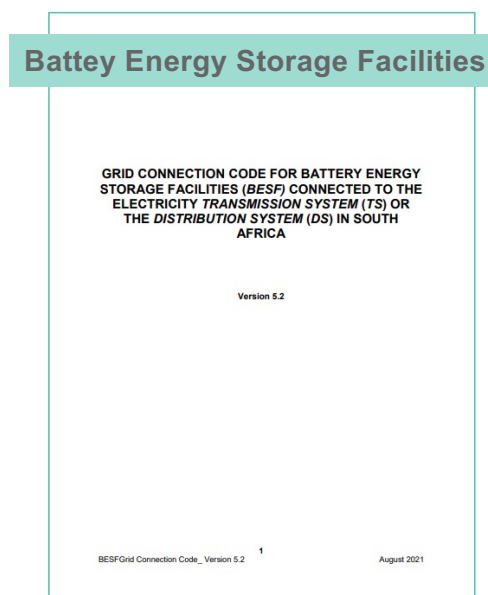 Battey Energy Storage Facilities
GRID CONNECTION CODE FOR BATTERY ENERGY
STORAGE FACILITIES (BESF) CONNECTED TO THE
ELECTRICITY TRANSMISSION SYSTEM (TS) OR
THE DISTRIBUTION SYSTEM (DS) IN SOUTH
AFRICA
Version 5.2
1
BESFGrid Connection Code_ Version 5.2
August 2021